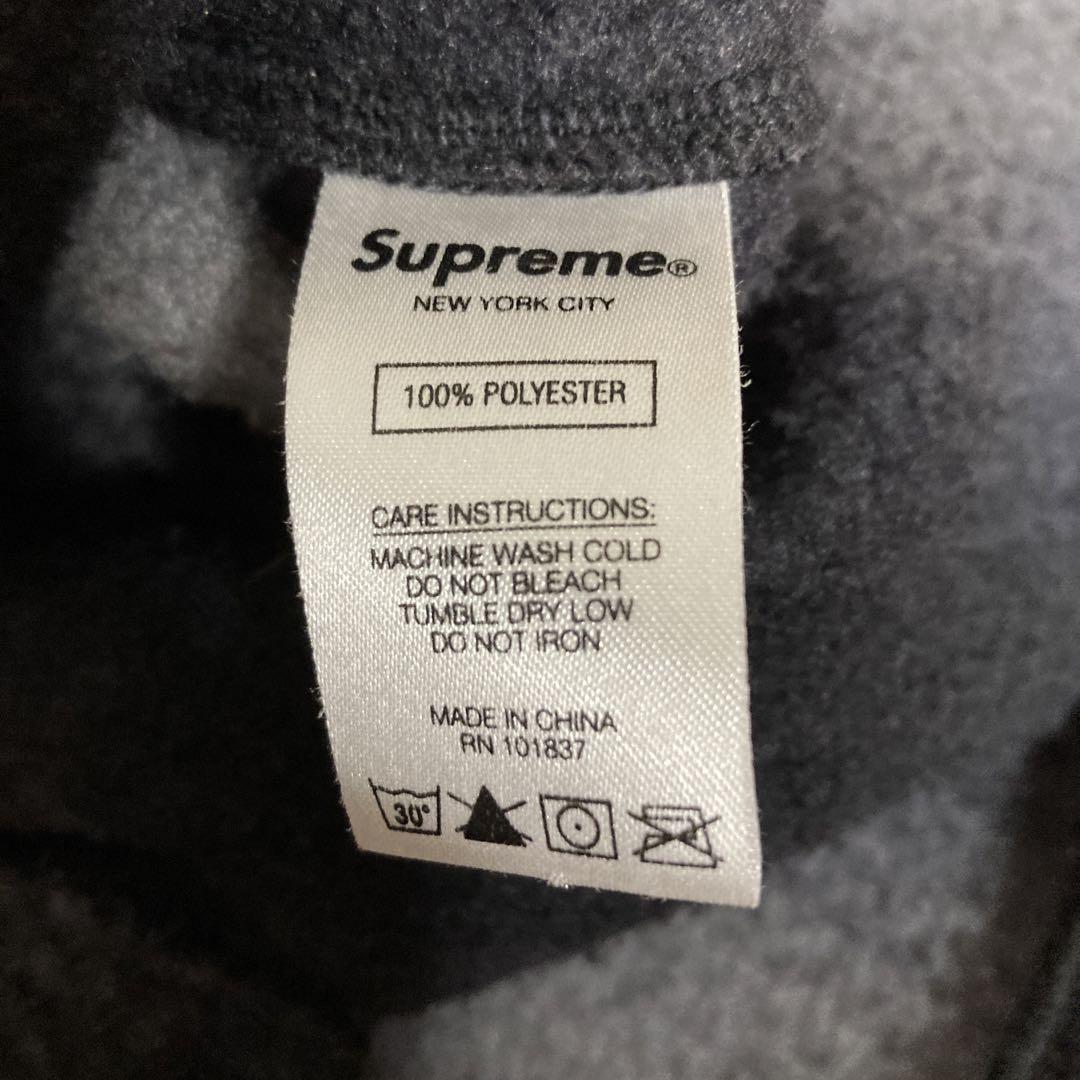 Supreme®
NEW YORK CITY
100% POLYESTER
CARE INSTRUCTIONS:
MACHINE WASH COLD
DO NOT BLEACH
TUMBLE DRY LOW
DO NOT IRON
MADE IN CHINA
RN 101837
30°